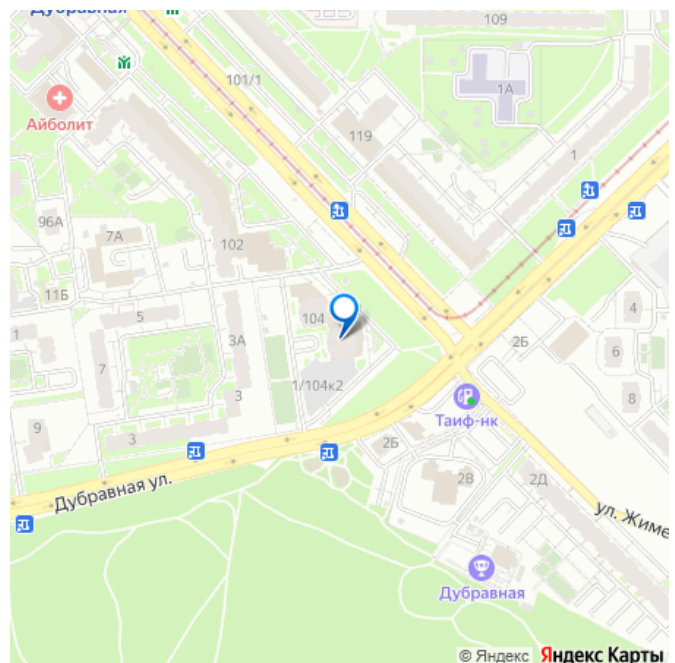 Дубравная
109
101/1
1А
Айболит
119
1
96А
7А
102
11Б
5
104
4
1
3А
2Б
6
7
1/104к2
3
8
Таиф-нк
9
3
2Б
Дубравная ул.
2В
2Д
ул. Жиме
Дубравная
© Яндекс
Яндекс Карты